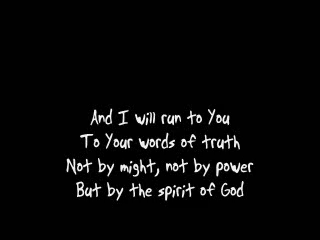 And I will run to You
To Your words of truth
Not by might, not by power
But by the spirit of God